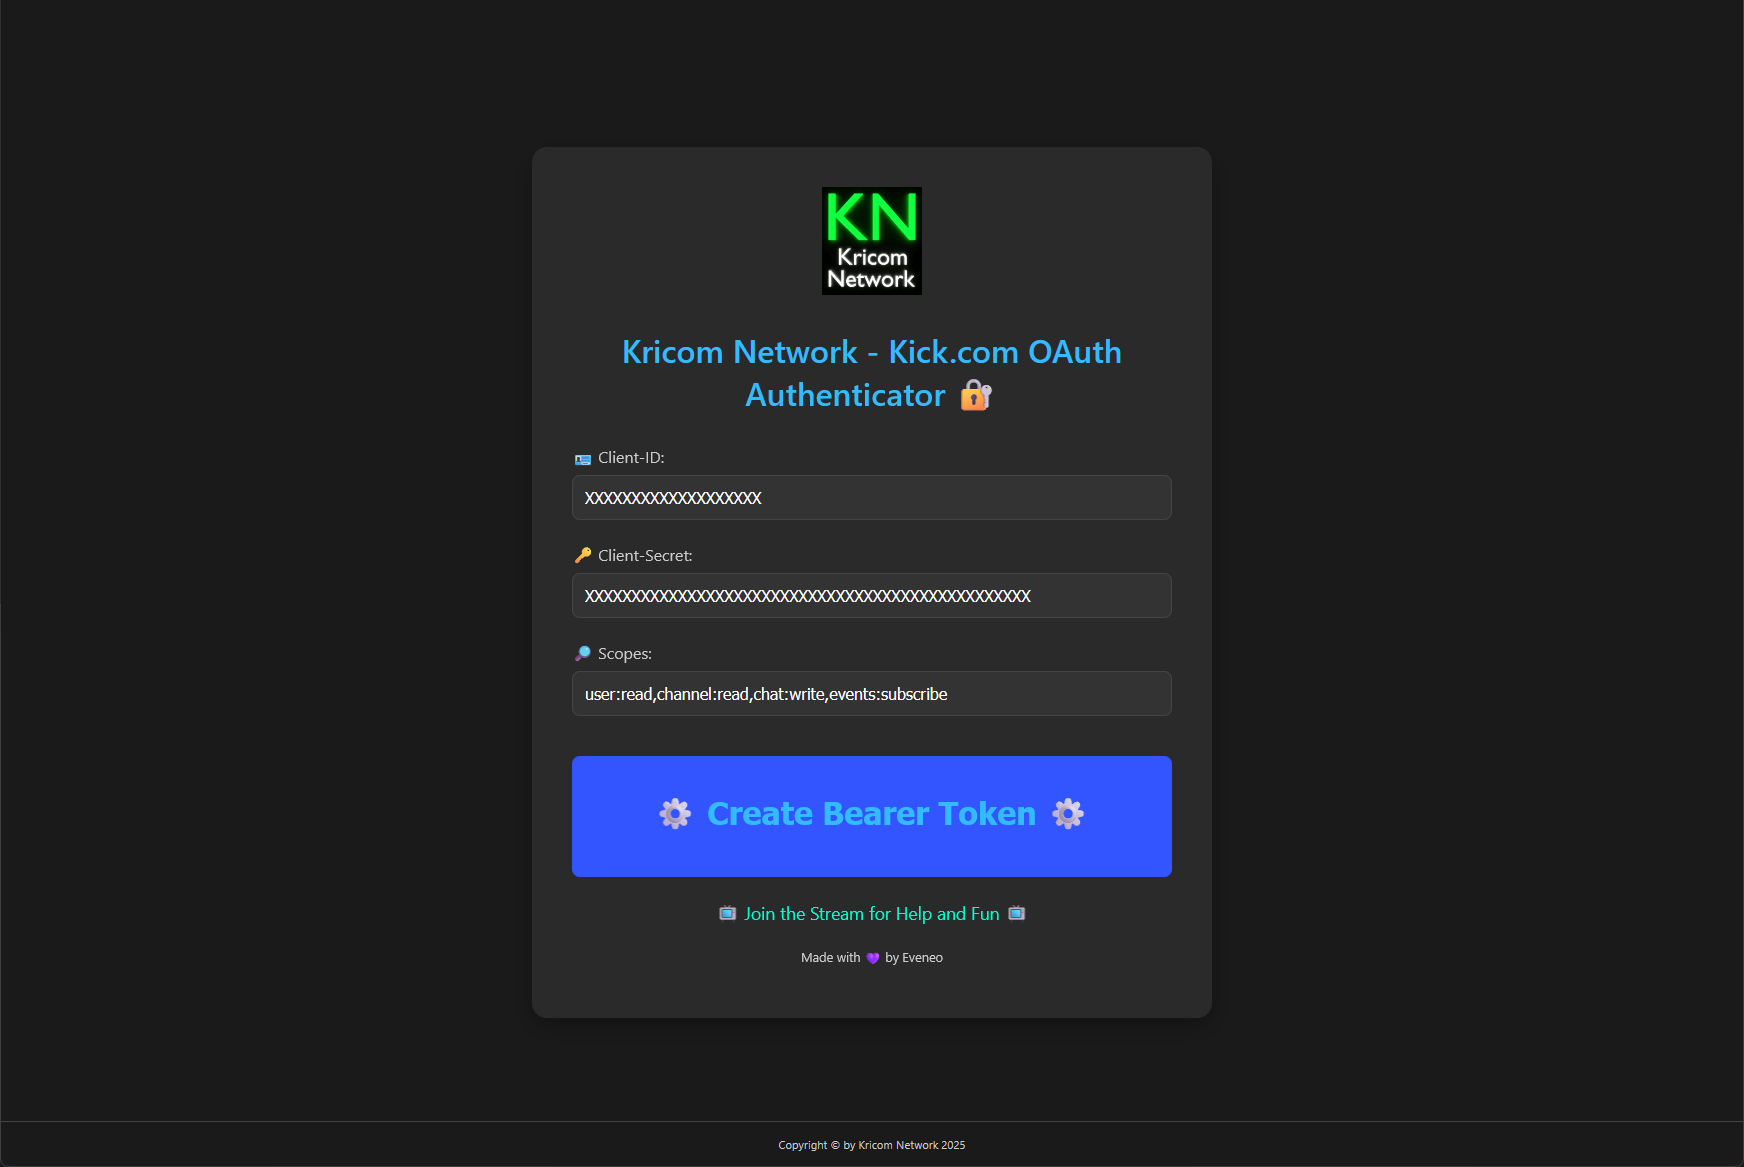 KN
Kricom
Network
Kricom Network - Kick.com OAuth
Authenticator 🔐
🪪 Client-ID:
XXXXXXXXXXXXXXXXXXX
🔑 Client-Secret:
XXXXXXXXXXXXXXXXXXXXXXXXXXXXXXXXXXXXXXXXXXXXXXXX
🔎 Scopes:
user:read,channel:read,chat:write,events:subscribe
⚙️ Create Bearer Token ⚙️
📺 Join the Stream for Help and Fun 📺
Made with 💜 by Eveneo
Copyright © by Kricom Network 2025